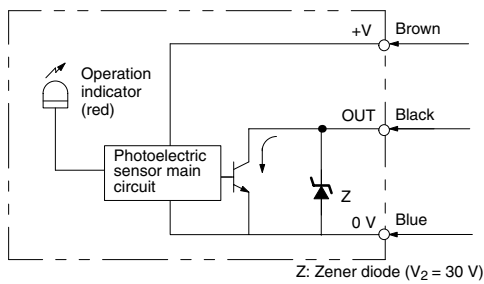 +V Brown
Operation
indicator
(red)
OUT Black
Photoelectric
sensor main
circuit
Z
0 V Blue
Z: Zener diode (V2 = 30 V)